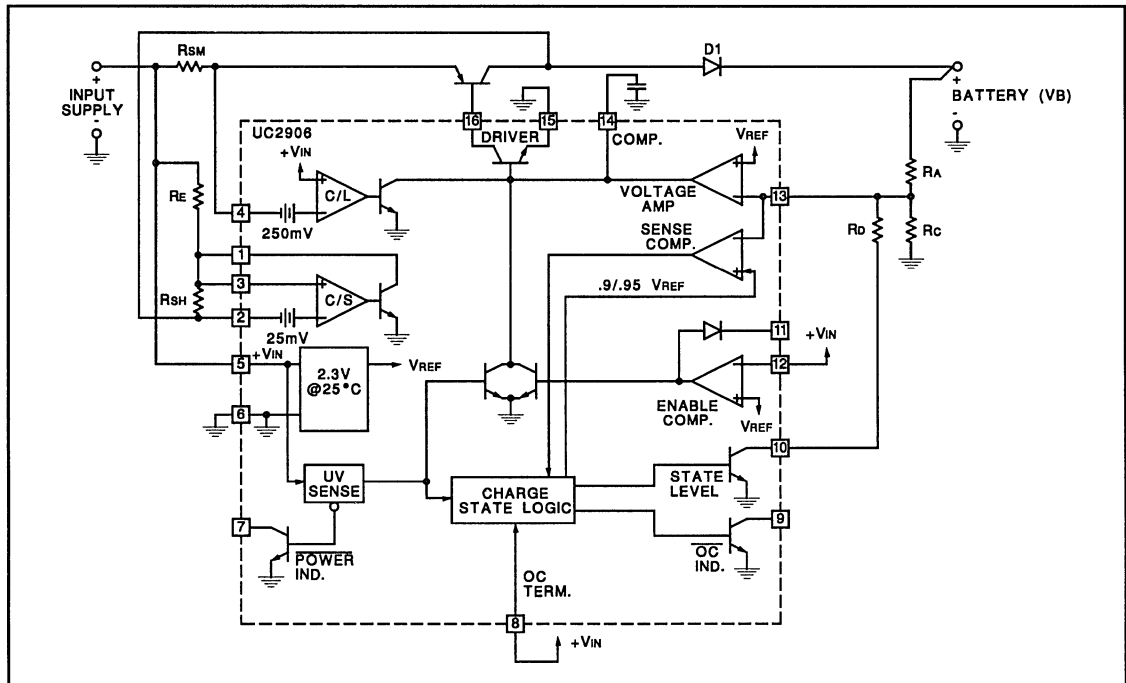 RSM
D1
+
INPUT
SUPPLY
-
+
BATTERY (VB)
-
16
15
14
UC2906
DRIVER
COMP.
+VIN
VREF
RA
RE
+
C/L
-
+
-
VOLTAGE
AMP
13
4
250mV
SENSE
COMP.
-
+
RD
RC
1
3
+
C/S
-
RSH
2
25mV
.9/.95 VREF
11
+VIN
5
+VIN
2.3V
@25°C
VREF
12
-
+
6
ENABLE
COMP.
VREF
10
UV
SENSE
CHARGE
STATE LOGIC
STATE
LEVEL
7
9
POWER
IND.
OC
IND.
OC
TERM.
8
+VIN